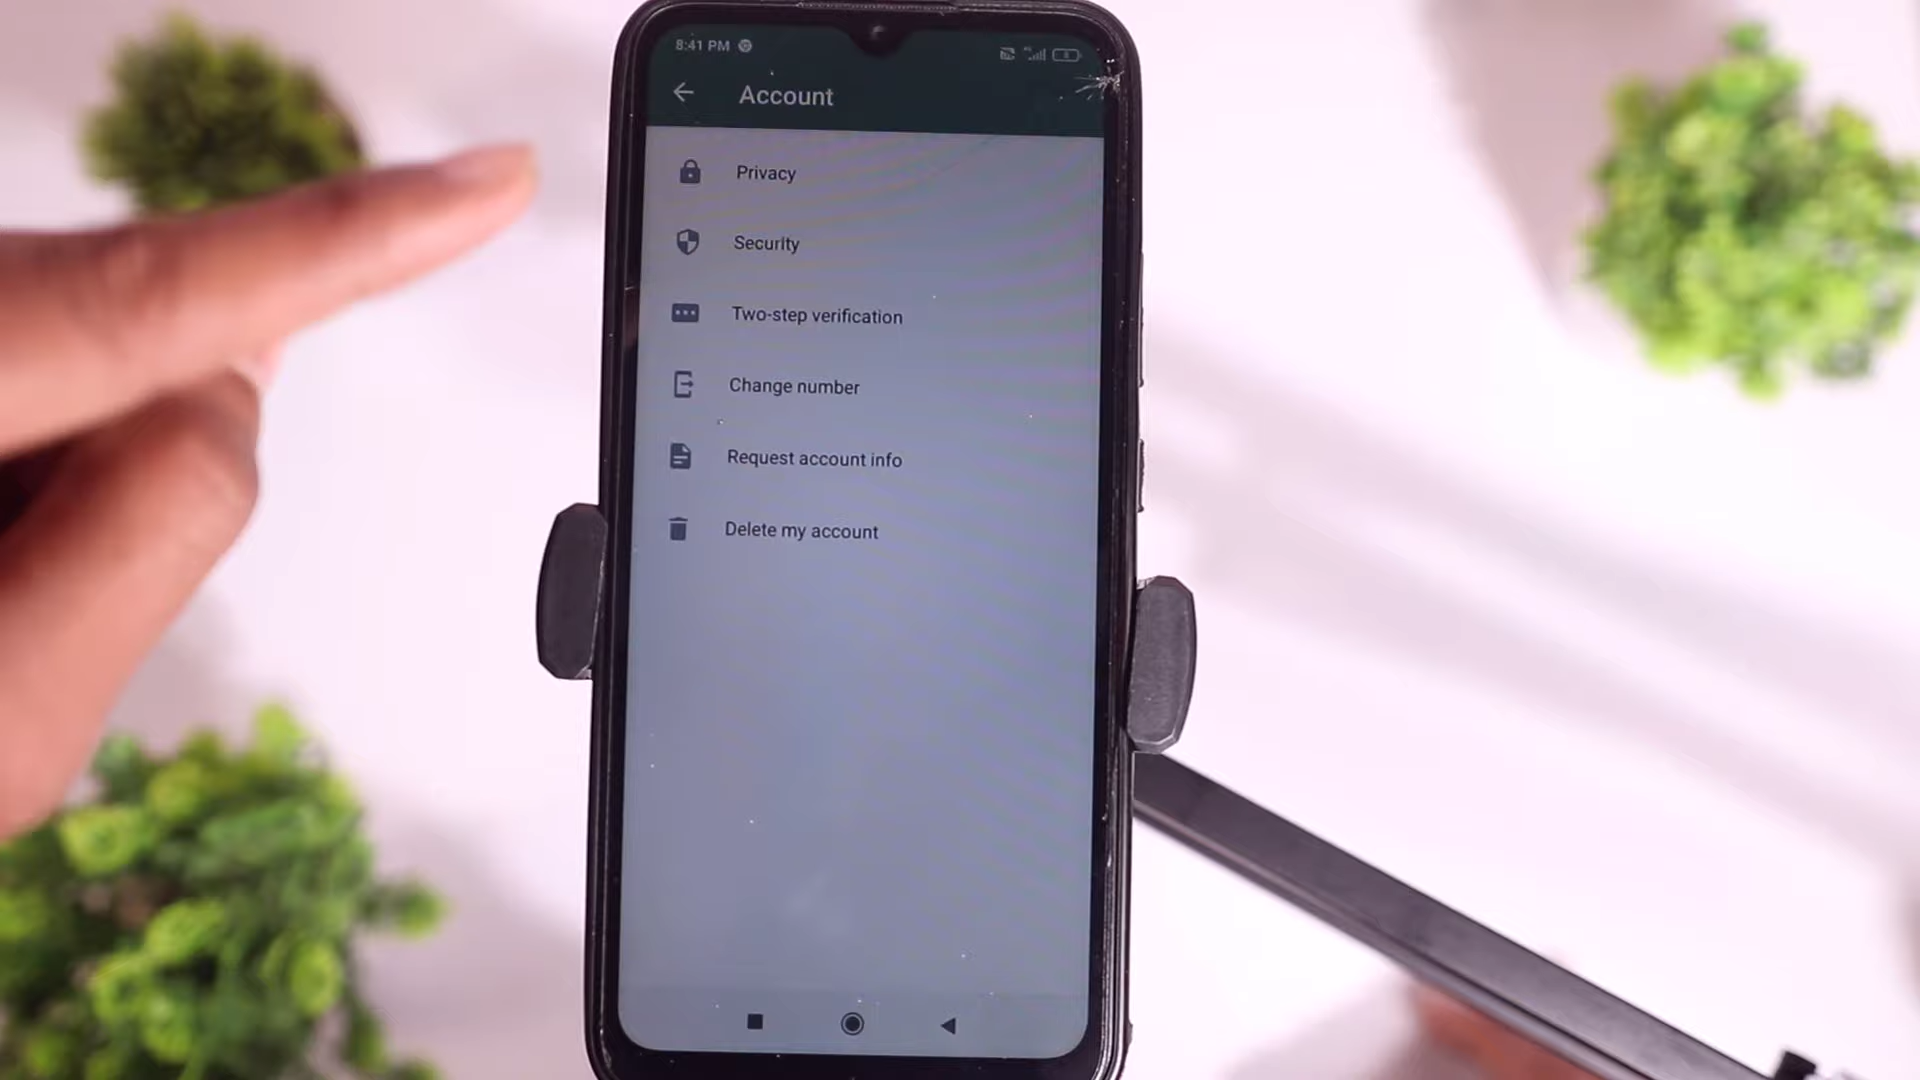 8:41 PM
Account
Privacy
Security
Two-step verification
Change number
Request account info
Delete my account